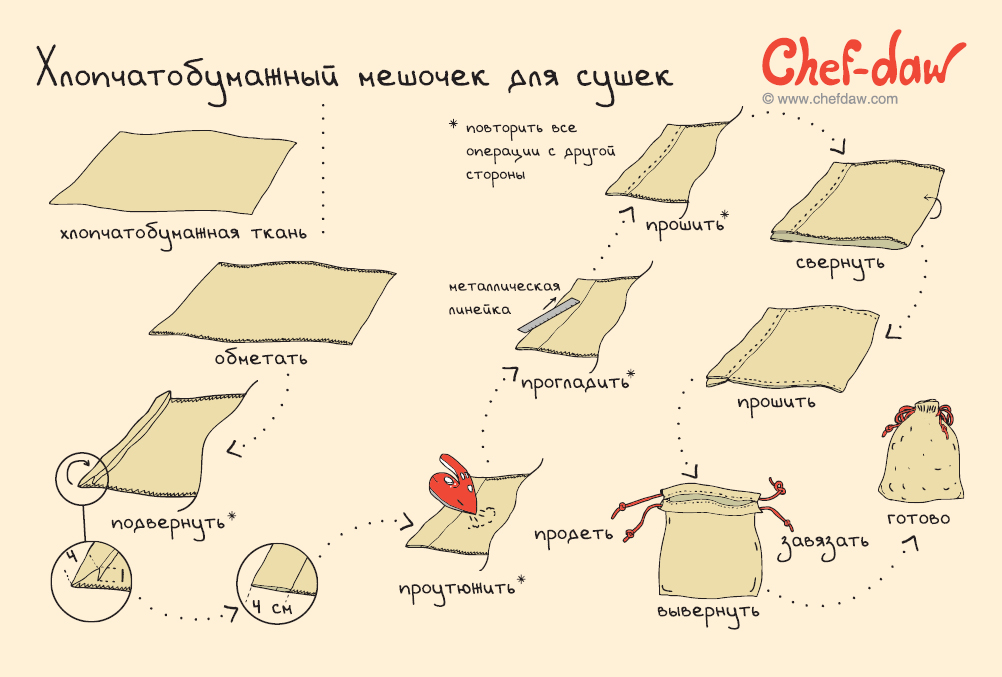 Хлопчатобумажный мешочек для сушек
Chef-daw
© www.chefdaw.com
хлопчатобумажная ткань
обметать
подвернуть*
4
1
4 см
проутюжить*
металлическая
линейка
прогладить*
* повторить все
операции с другой
стороны
прошить*
свернуть
прошить
продеть
завязать
вывернуть
готово